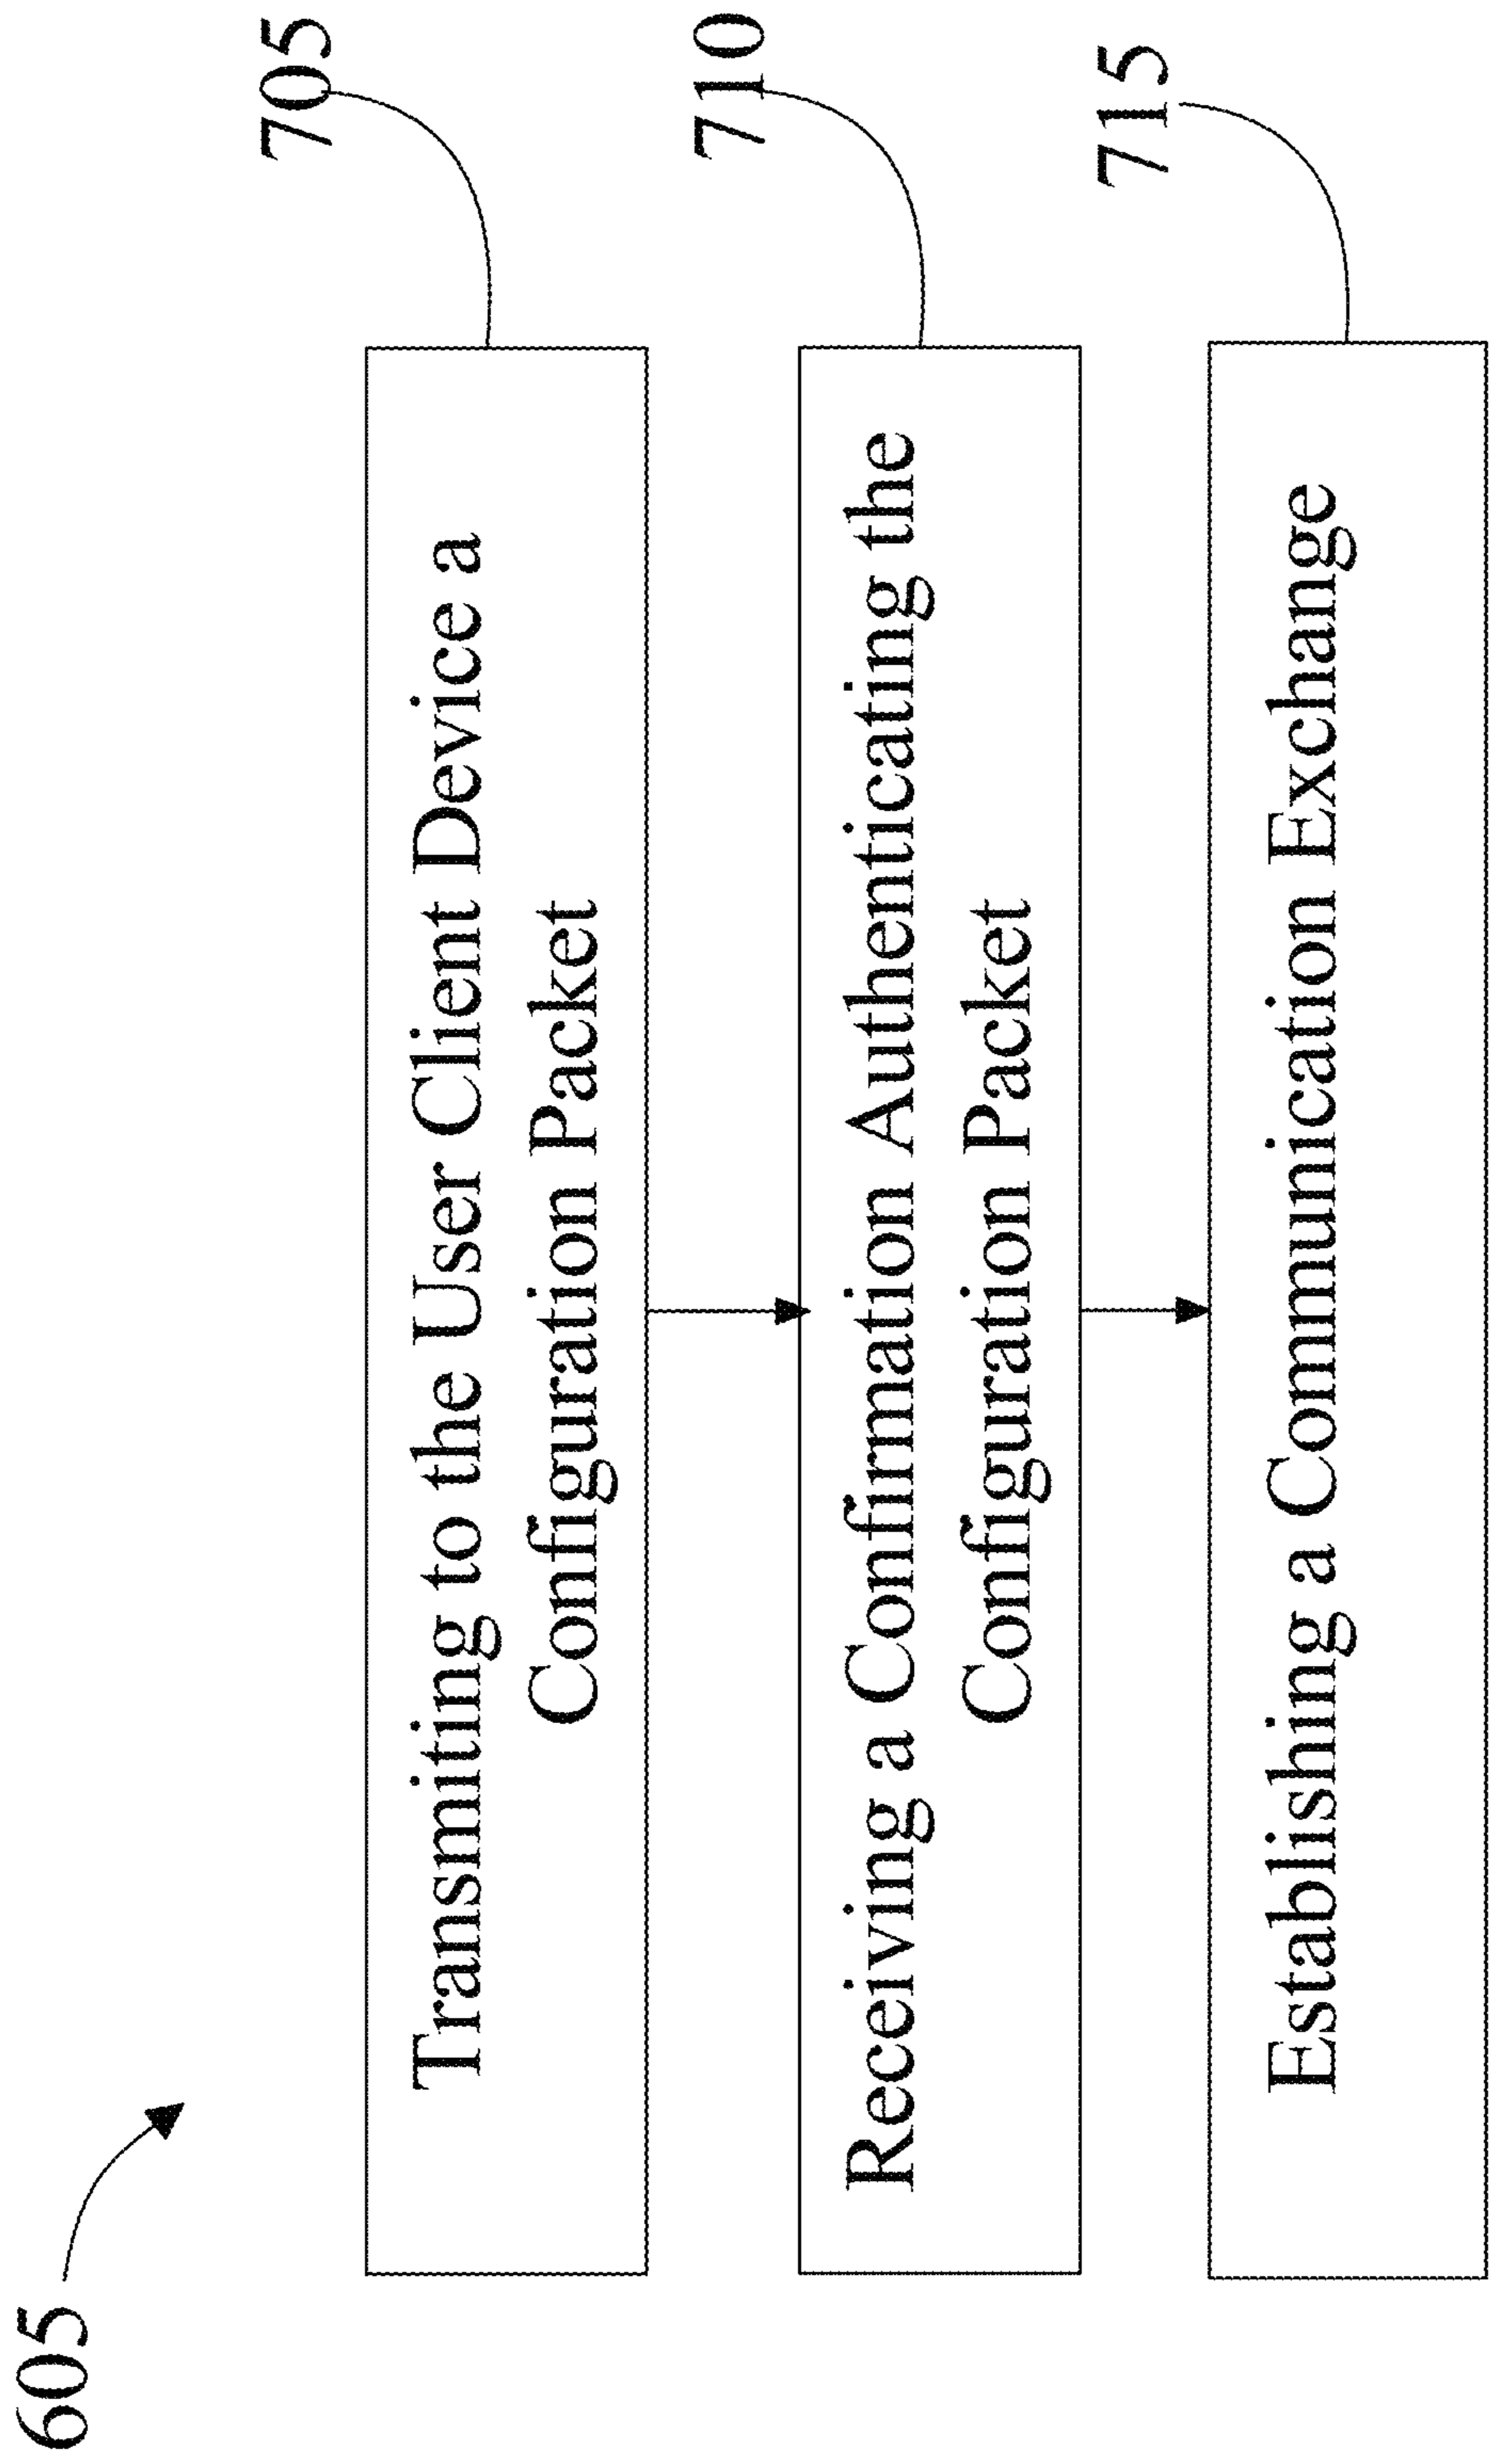 605
705
Transmiting to the User Client Device a
Configuration Packet
710
Receiving a Confirmation Authenticating the
Configuration Packet
715
Establishing a Communication Exchange